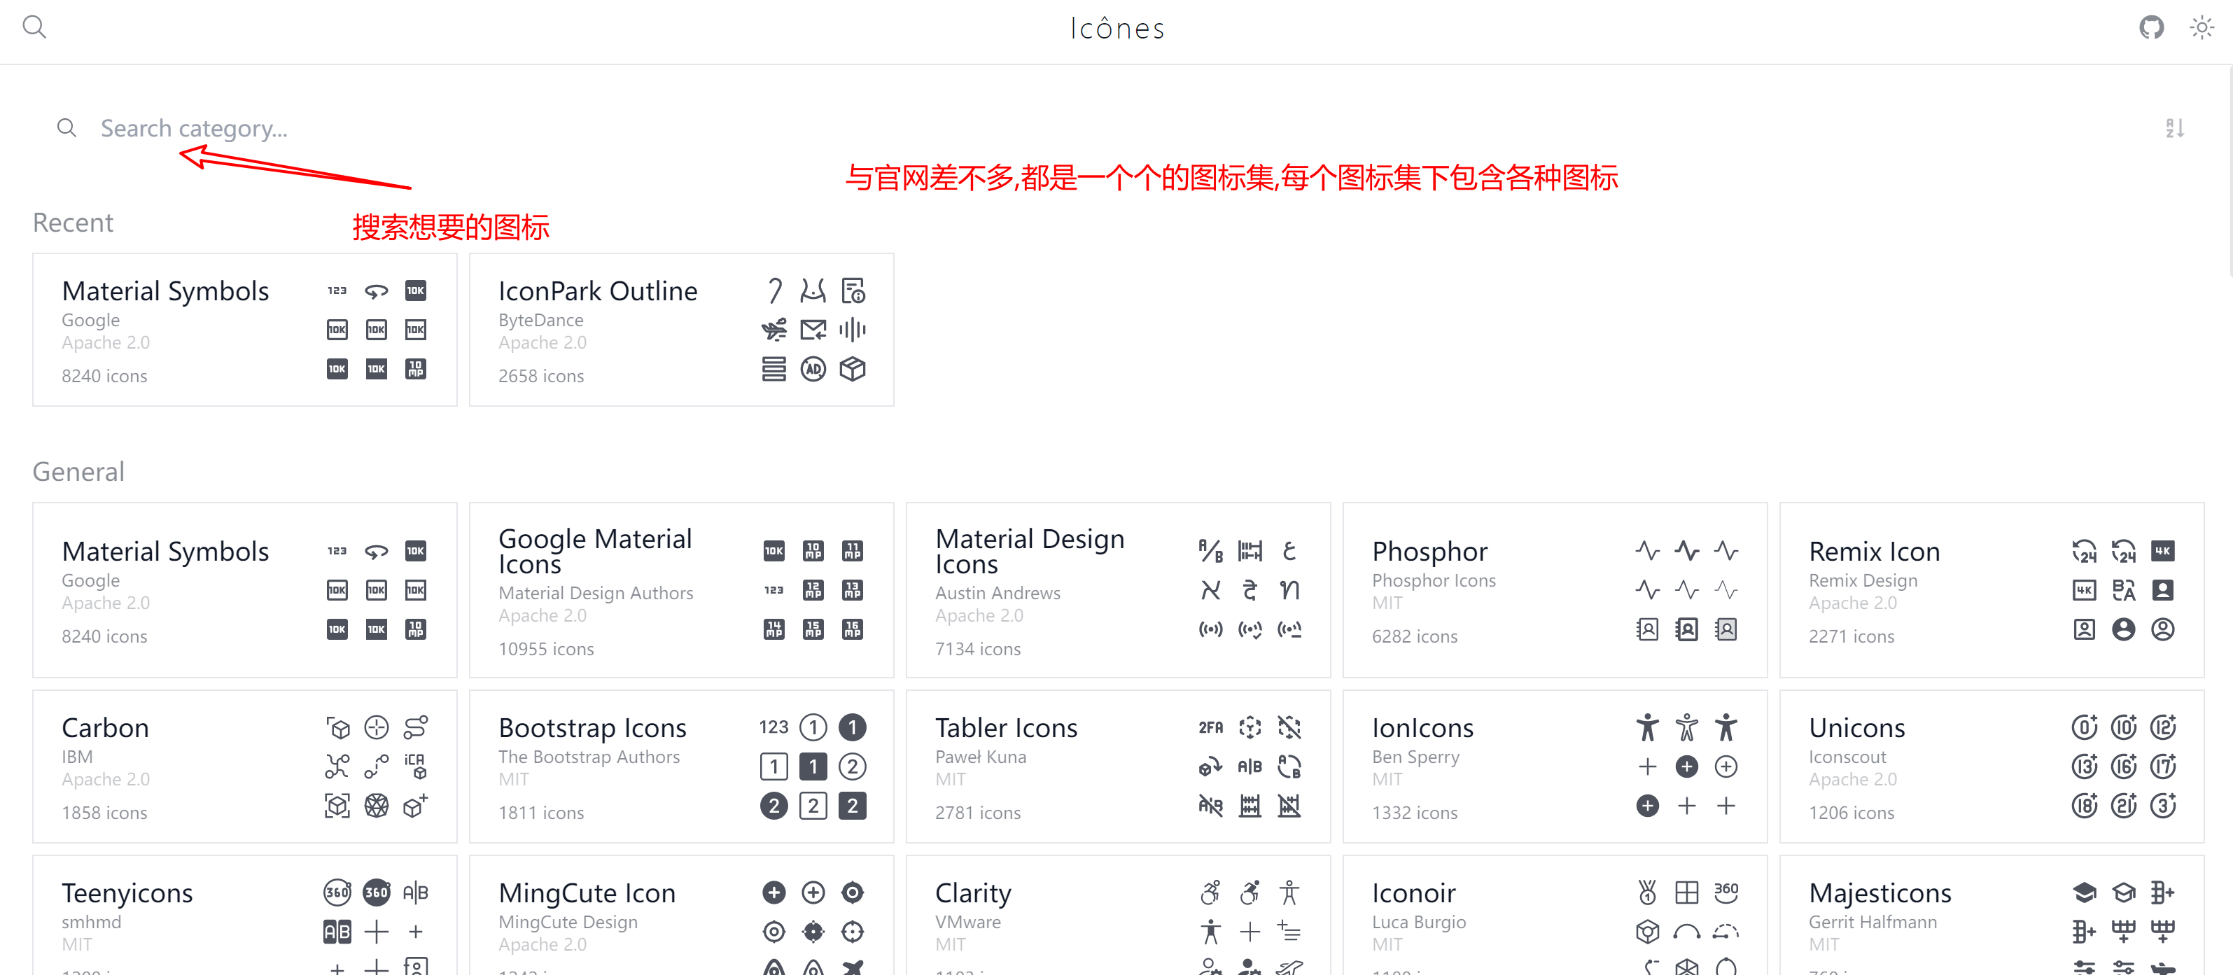 Icônes
Search category...
与官网差不多,都是一个个的图标集,每个图标集下包含各种图标
搜索想要的图标
Recent
Material Symbols
Google
Apache 2.0
8240 icons
IconPark Outline
ByteDance
Apache 2.0
2658 icons
General
Material Symbols
Google
Apache 2.0
8240 icons
Google Material
Icons
Material Design Authors
Apache 2.0
10955 icons
Material Design
Icons
Austin Andrews
Apache 2.0
7134 icons
Phosphor
Phosphor Icons
MIT
6282 icons
Remix Icon
Remix Design
Apache 2.0
2271 icons
Carbon
IBM
Apache 2.0
1858 icons
Bootstrap Icons
The Bootstrap Authors
MIT
1811 icons
Tabler Icons
Paweł Kuna
MIT
2781 icons
IonIcons
Ben Sperry
MIT
1332 icons
Unicons
Iconscout
Apache 2.0
1206 icons
Teenyicons
smhmd
MIT
MingCute Icon
MingCute Design
Apache 2.0
Clarity
VMware
MIT
Iconoir
Luca Burgio
MIT
Majesticons
Gerrit Halfmann
MIT